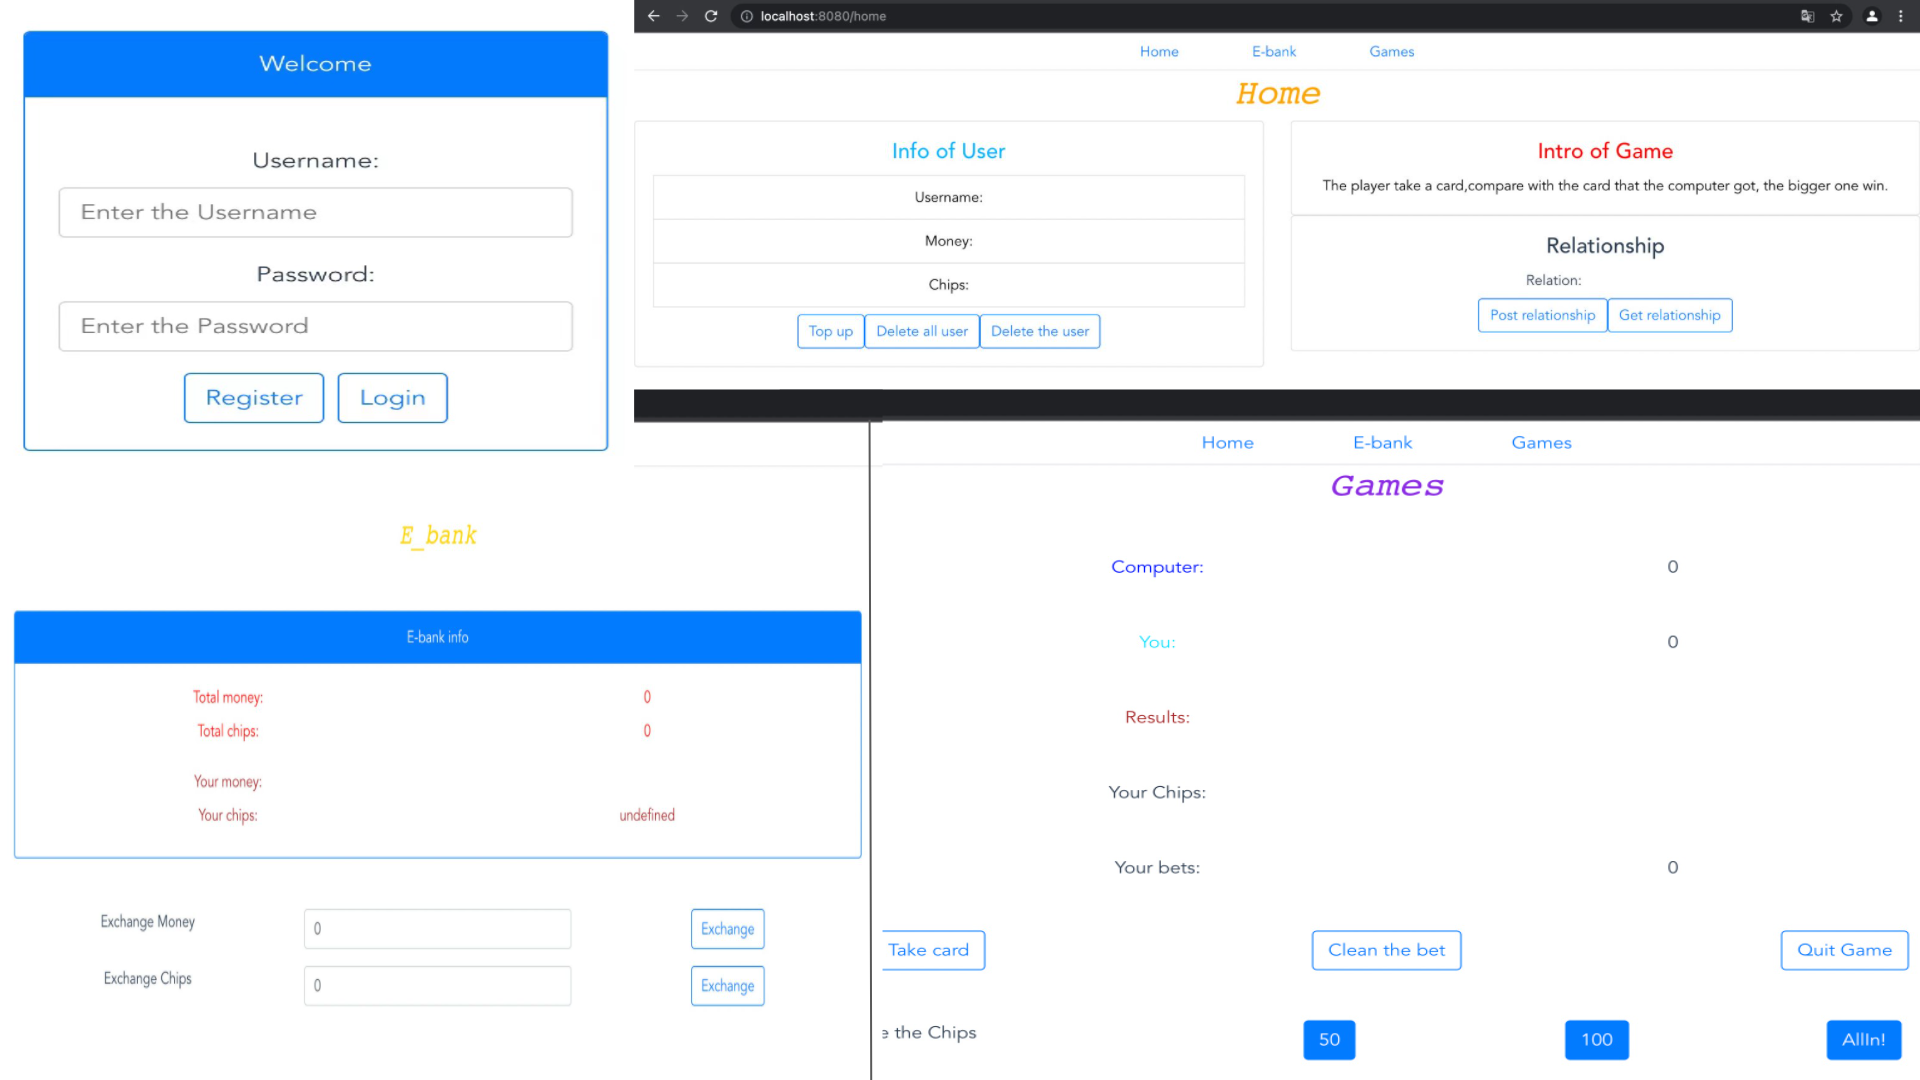 Welcome
Username:
Enter the Username
Password:
Enter the Password
Register Login
localhost:8080/home
Home E-bank Games
Home
Info of User
Username:
Money:
Chips:
Top up Delete all user Delete the user
Intro of Game
The player take a card,compare with the card that the computer got, the bigger one win.
Relationship
Relation:
Post relationship Get relationship
E_bank
E-bank info
Total money: 0
Total chips: 0
Your money:
Your chips: undefined
Exchange Money 0 Exchange
Exchange Chips 0 Exchange
Home E-bank Games
Games
Computer: 0
You: 0
Results:
Your Chips:
Your bets: 0
Take card Clean the bet Quit Game
e the Chips 50 100 AllIn!